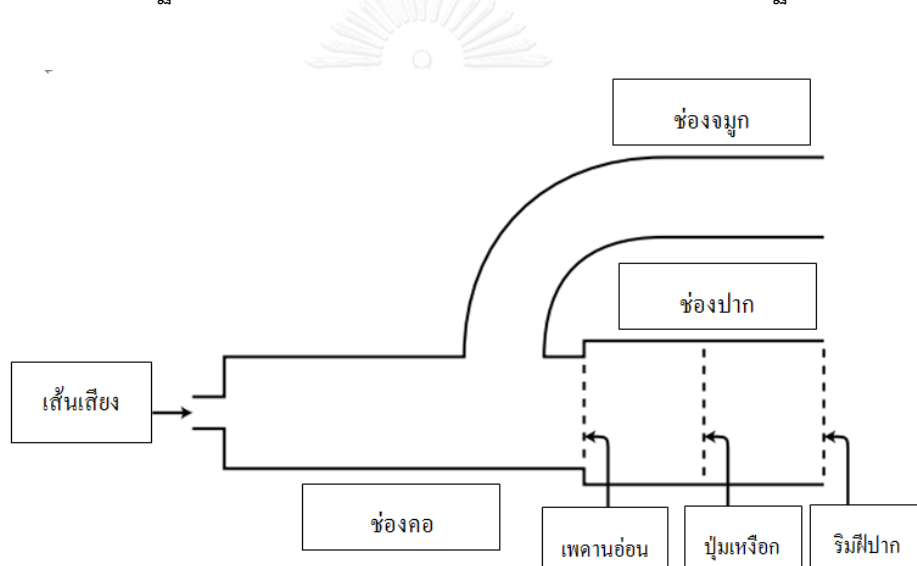 ช่องจมูก
ช่องปาก
เส้นเสียง
ช่องคอ
เพดานอ่อน
ปุ่มเหงือก
ริมฝีปาก